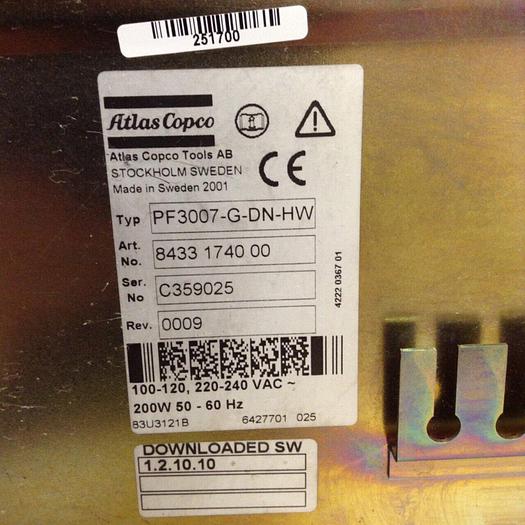 251700
Atlas Copco
Atlas Copco Tools AB
STOCKHOLM SWEDEN
Made in Sweden 2001
CE
Typ PF3007-G-DN-HW
Art. No. 8433 1740 00
Ser. No C359025
Rev. 0009
4222 0367 01
100-120, 220-240 VAC ~
200W 50 - 60 Hz
83U3121B 6427701 025
DOWNLOADED SW
1.2.10.10